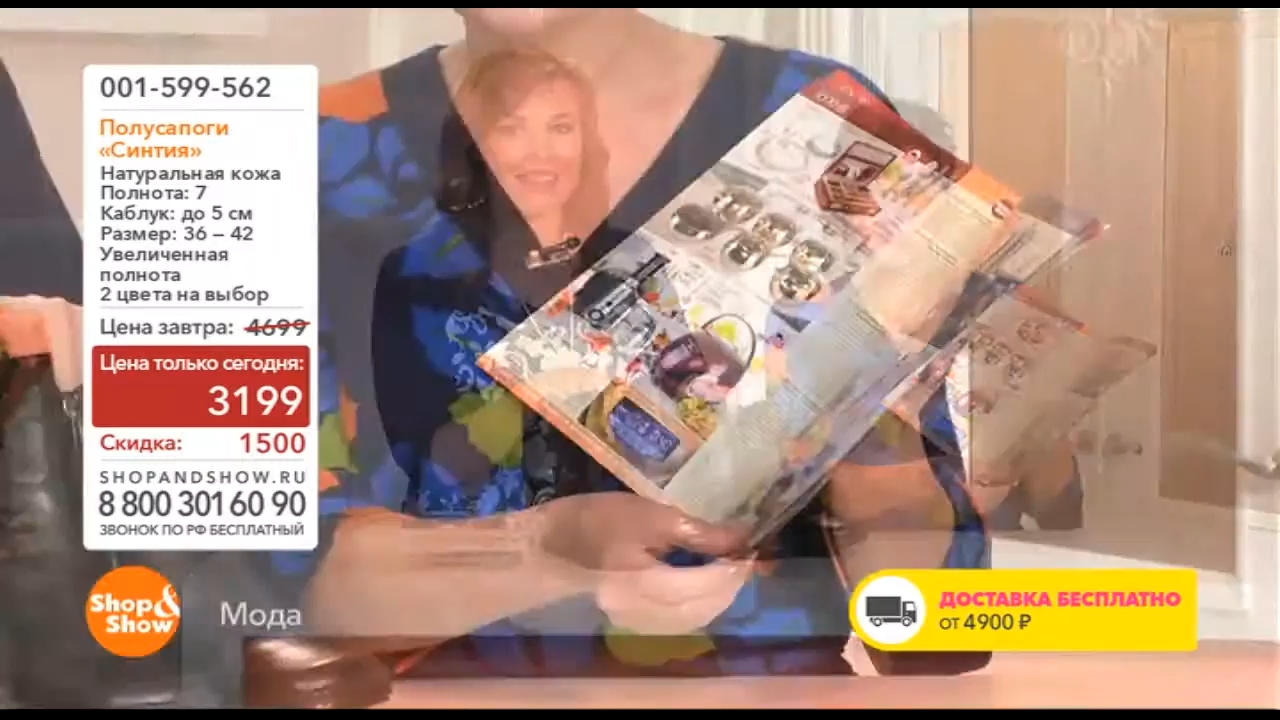 001-599-562
Полусапоги
«Синтия»
Натуральная кожа
Полнота: 7
Каблук: до 5 см
Размер: 36 – 42
Увеличенная
полнота
2 цвета на выбор
Цена завтра: 4699
Цена только сегодня:
3199
Скидка: 1500
SHOPANDSHOW.RU
8 800 301 60 90
ЗВОНОК ПО РФ БЕСПЛАТНЫЙ
Shop&
Show
Мода
ДОСТАВКА БЕСПЛАТНО
от 4900 ₽